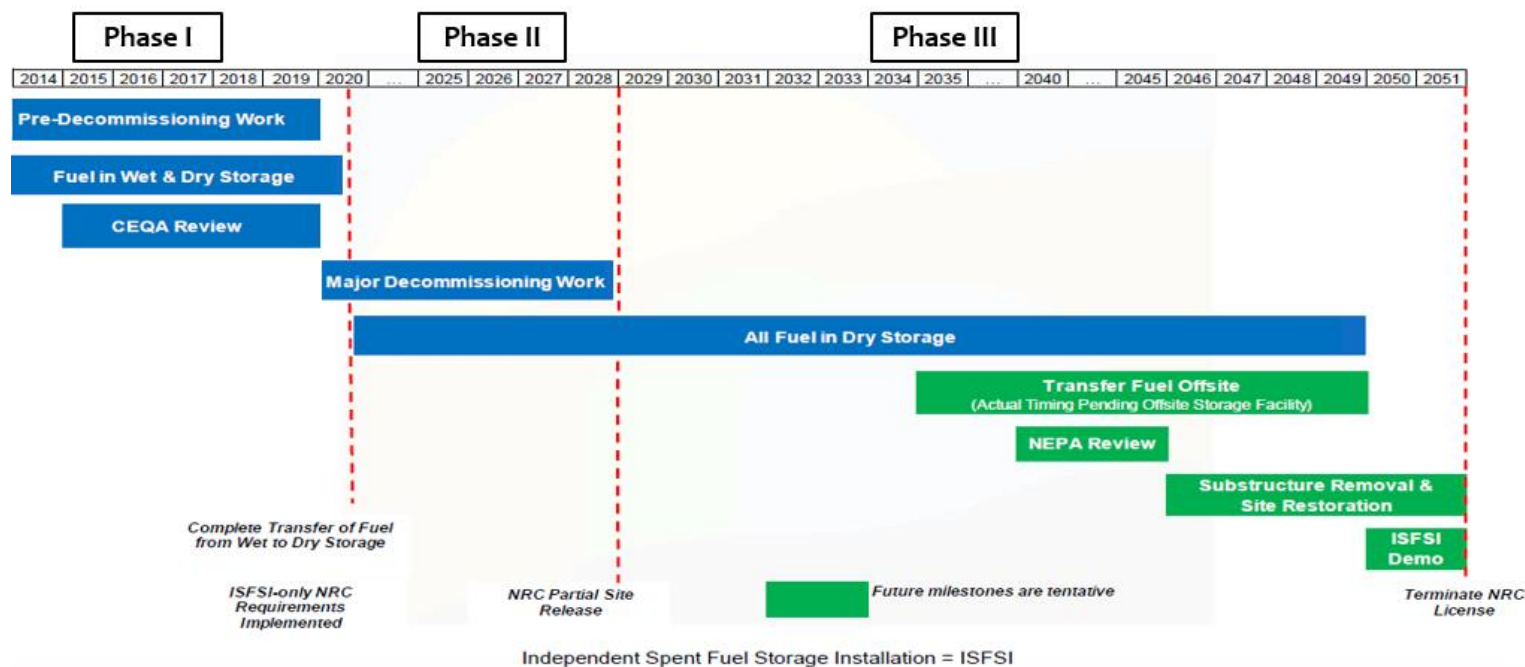 Phase I
Phase II
Phase III
2014 2015 2016 2017 2018 2019 2020 ... 2025 2026 2027 2028 2029 2030 2031 2032 2033 2034 2035 ... 2040 ... 2045 2046 2047 2048 2049 2050 2051
Pre-Decommissioning Work
Fuel in Wet & Dry Storage
CEQA Review
Major Decommissioning Work
All Fuel in Dry Storage
Transfer Fuel Offsite
(Actual Timing Pending Offsite Storage Facility)
NEPA Review
Substructure Removal &
Site Restoration
Complete Transfer of Fuel
from Wet to Dry Storage
ISFSI
Demo
ISFSI-only NRC
Requirements
Implemented
NRC Partial Site
Release
Future milestones are tentative
Terminate NRC
License
Independent Spent Fuel Storage Installation = ISFSI